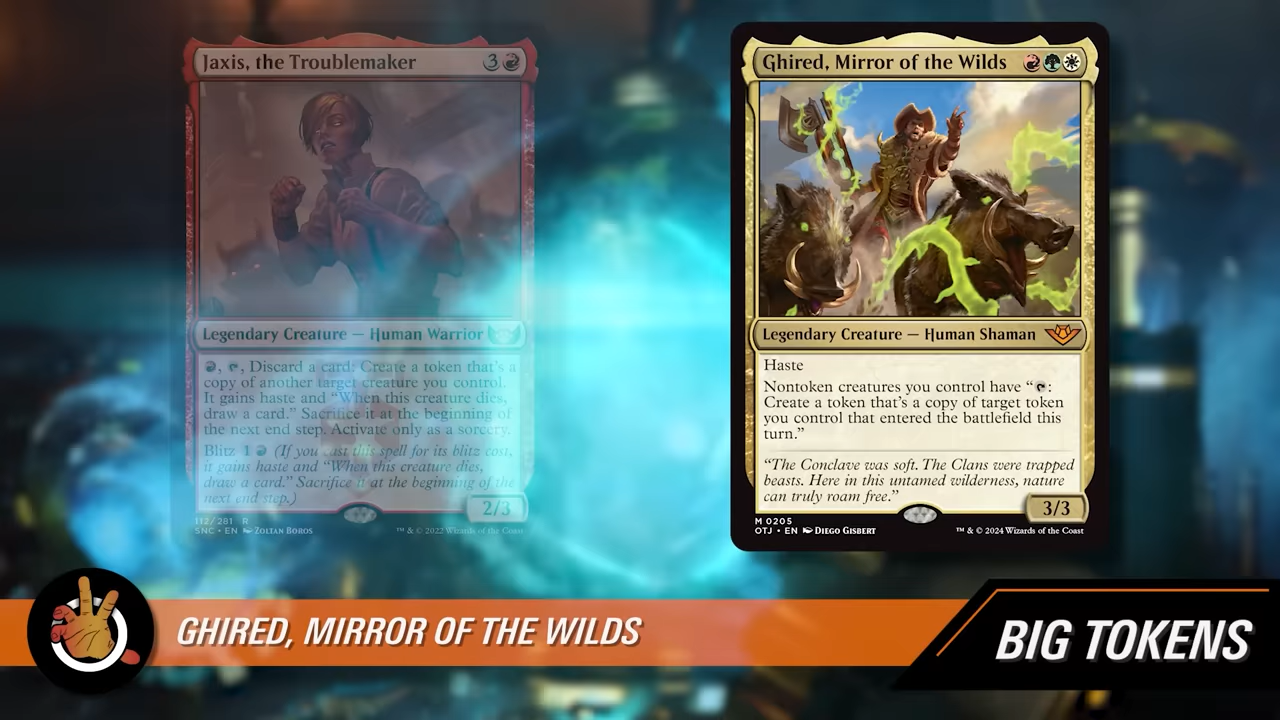 Jaxis, the Troublemaker 3
Legendary Creature — Human Warrior
, , Discard a card: Create a token that's a
copy of another target creature you control.
It gains haste and “When this creature dies,
draw a card.” Sacrifice it at the beginning of
the next end step. Activate only as a sorcery.
Blitz 1 (If you cast this spell for its blitz cost,
it gains haste and “When this creature dies,
draw a card.” Sacrifice it at the beginning of the
next end step.)
2/3
112/281 R
SNC • EN Zoltan Boros
™ & © 2022 Wizards of the Coast
Ghired, Mirror of the Wilds
Legendary Creature — Human Shaman
Haste
Nontoken creatures you control have “ :
Create a token that's a copy of target token
you control that entered the battlefield this
turn.”
“The Conclave was soft. The Clans were trapped
beasts. Here in this untamed wilderness, nature
can truly roam free.”
3/3
M 0205
OTJ • EN Diego Gisbert
™ & © 2024 Wizards of the Coast
GHIRED, MIRROR OF THE WILDS
BIG TOKENS